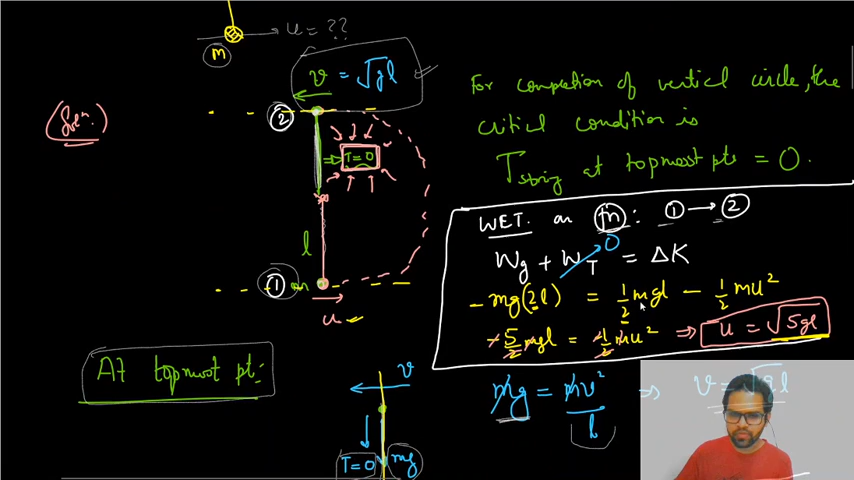 u = ??
m
v = √gl
(Solⁿ.)
②
T=0
l
① m
u
For completion of vertical circle, the
critical condition is
T string at topmost pts = 0.
WET. on m : ① → ②
Wg + WT = ΔK
0
- mg(2l) = 1/2 mgl - 1/2 mu²
- 5/2 mgl = - 1/2 mu² ⇒ u = √5gl
At topmost pt:
v
T=0
mg
mg = mv²/l ⇒ v = √gl